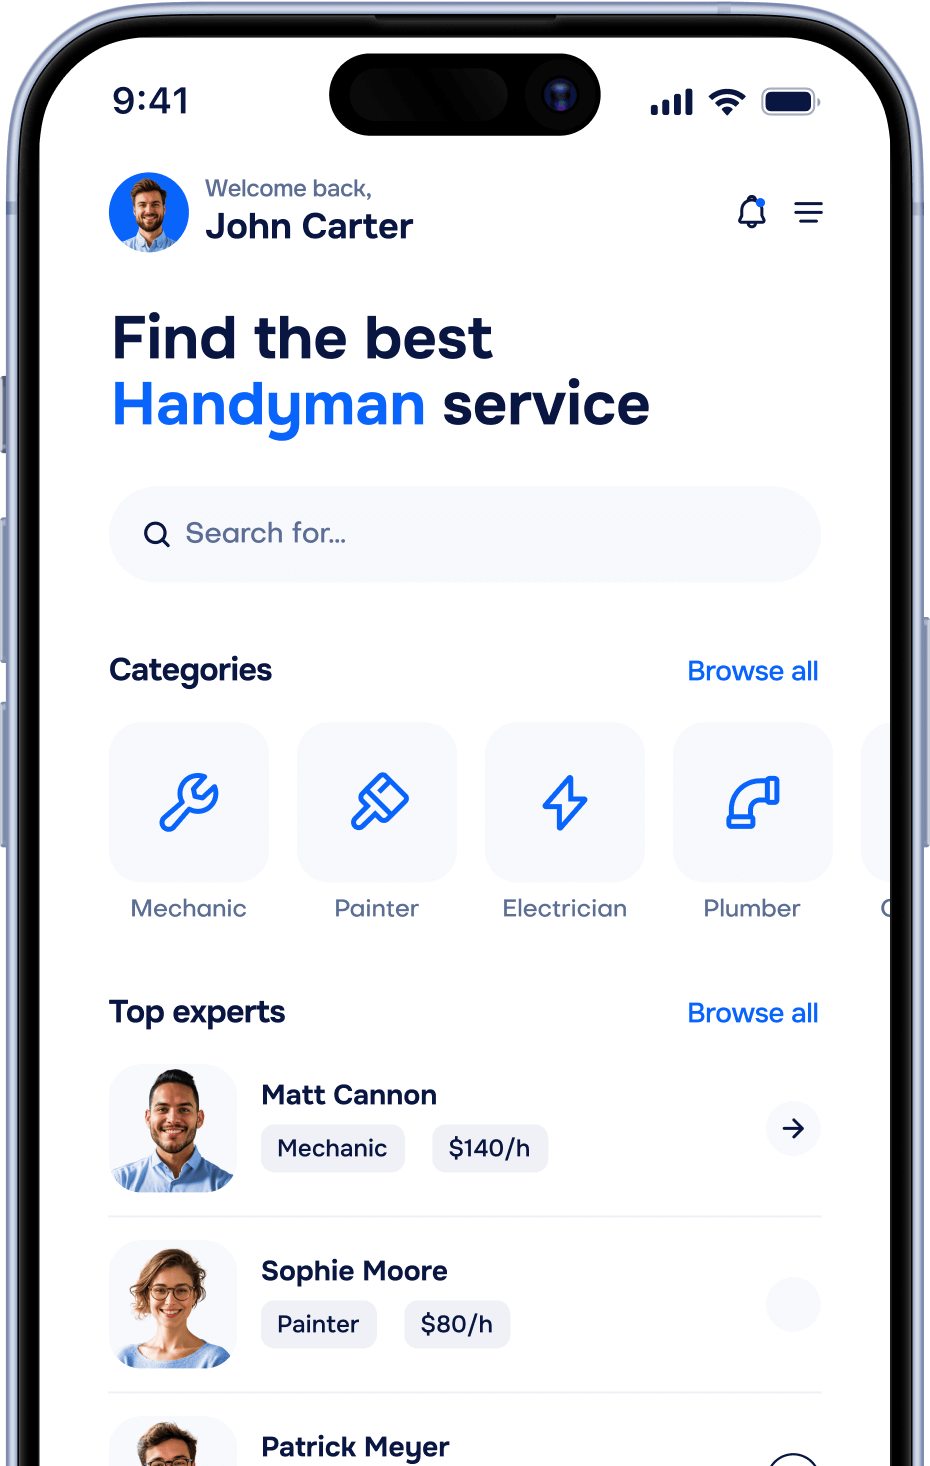 9:41
Welcome back,
John Carter
Find the best
Handyman service
Search for...
Categories
Browse all
Mechanic
Painter
Electrician
Plumber
Top experts
Browse all
Matt Cannon
Mechanic
$140/h
Sophie Moore
Painter
$80/h
Patrick Meyer